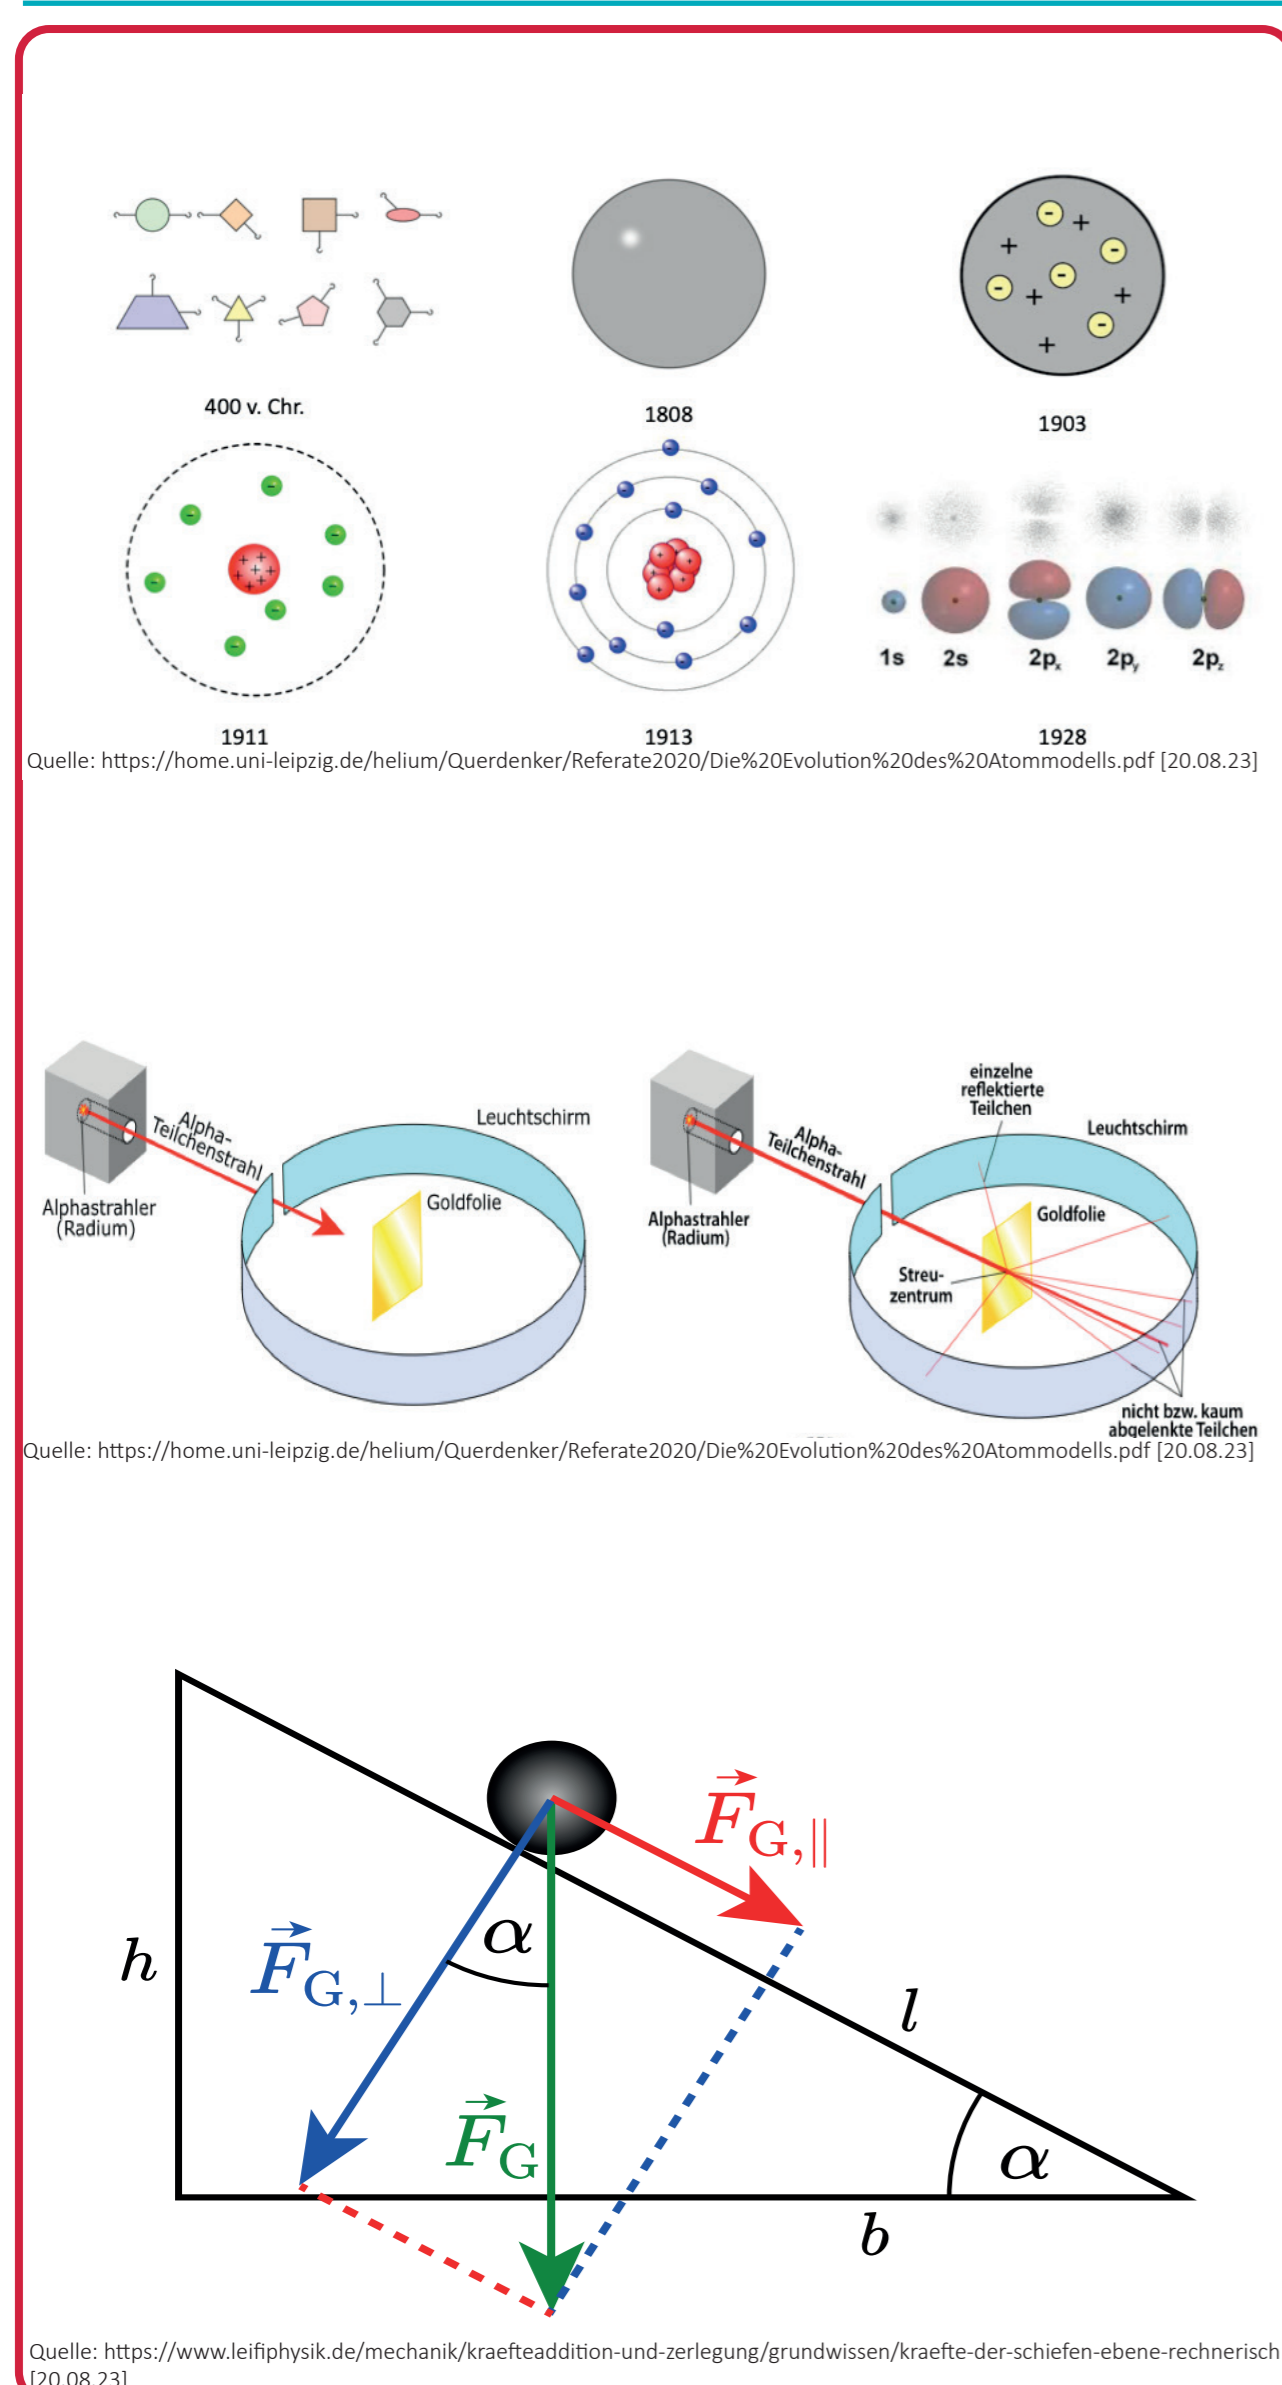 400 v. Chr.
1808
1903
1911
1913
1s 2s 2pₓ 2pᵧ 2p_z
1928
Quelle: https://home.uni-leipzig.de/helium/Querdenker/Referate2020/Die%20Evolution%20des%20Atommodells.pdf [20.08.23]
Alpha-
Teilchenstrahl
Leuchtschirm
Goldfolie
Alphastrahler
(Radium)
einzelne
reflektierte
Teilchen
Alpha-
Teilchenstrahl
Leuchtschirm
Goldfolie
Alphastrahler
(Radium)
Streu-
zentrum
nicht bzw. kaum
abgelenkte Teilchen
Quelle: https://home.uni-leipzig.de/helium/Querdenker/Referate2020/Die%20Evolution%20des%20Atommodells.pdf [20.08.23]
F⃗G,∥
α
F⃗G,⊥
h
l
F⃗G
α
b
Quelle: https://www.leifiphysik.de/mechanik/kraefteaddition-und-zerlegung/grundwissen/kraefte-der-schiefen-ebene-rechnerisch
[20.08.23]